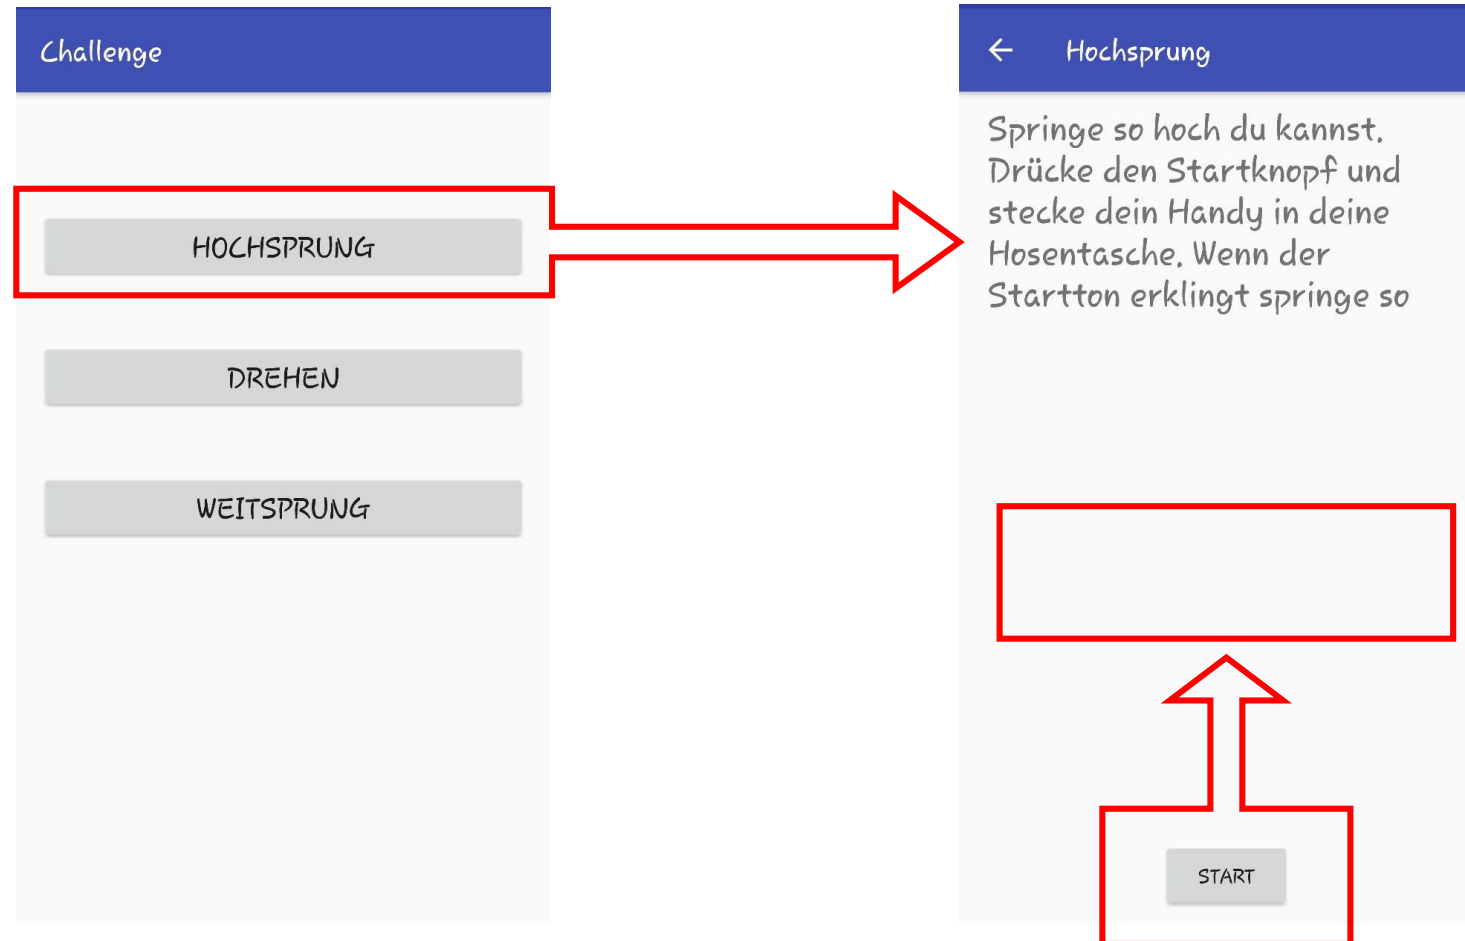 Challenge
HOCHSPRUNG
DREHEN
WEITSPRUNG
Hochsprung
Springe so hoch du kannst.
Drücke den Startknopf und
stecke dein Handy in deine
Hosentasche. Wenn der
Startton erklingt springe so
START